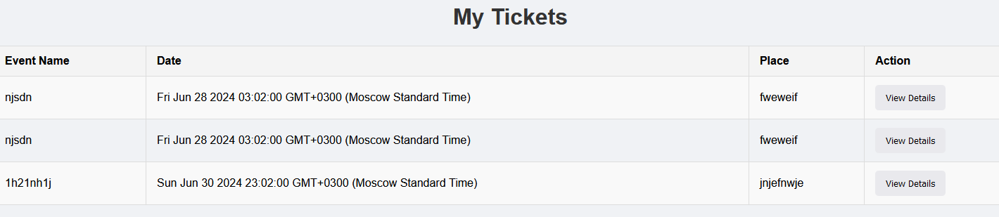 My Tickets
Event Name Date Place Action
njsdn Fri Jun 28 2024 03:02:00 GMT+0300 (Moscow Standard Time) fweweif View Details
njsdn Fri Jun 28 2024 03:02:00 GMT+0300 (Moscow Standard Time) fweweif View Details
1h21nh1j Sun Jun 30 2024 23:02:00 GMT+0300 (Moscow Standard Time) jnjefnwje View Details